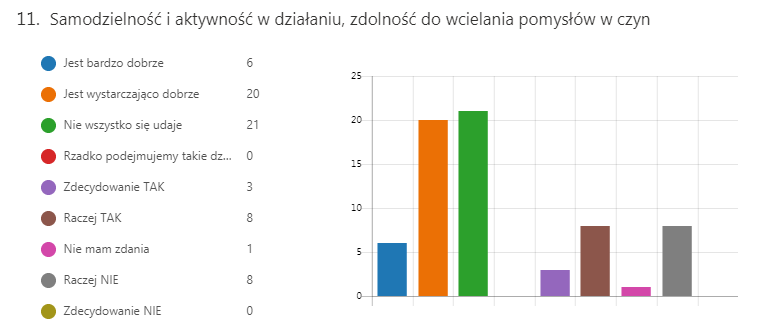 11. Samodzielność i aktywność w działaniu, zdolność do wcielania pomysłów w czyn
Jest bardzo dobrze 6
Jest wystarczająco dobrze 20
Nie wszystko się udaje 21
Rzadko podejmujemy takie dz... 0
Zdecydowanie TAK 3
Raczej TAK 8
Nie mam zdania 1
Raczej NIE 8
Zdecydowanie NIE 0
25
20
15
10
5
0